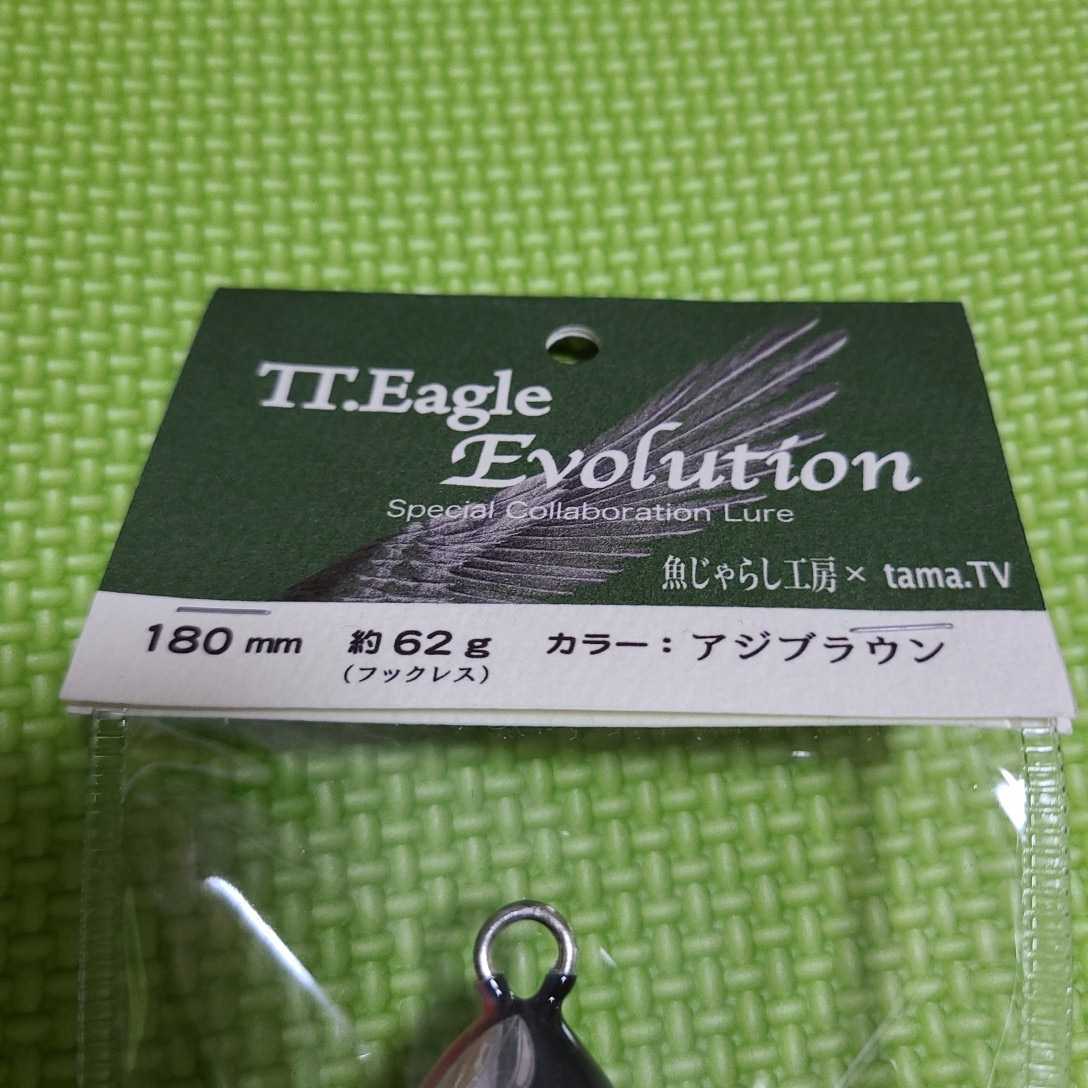 TT.Eagle
Evolution
Special Collaboration Lure
魚じゃらし工房× tama.TV
180 mm 約 62 g カラー：アジブラウン
(フックレス)